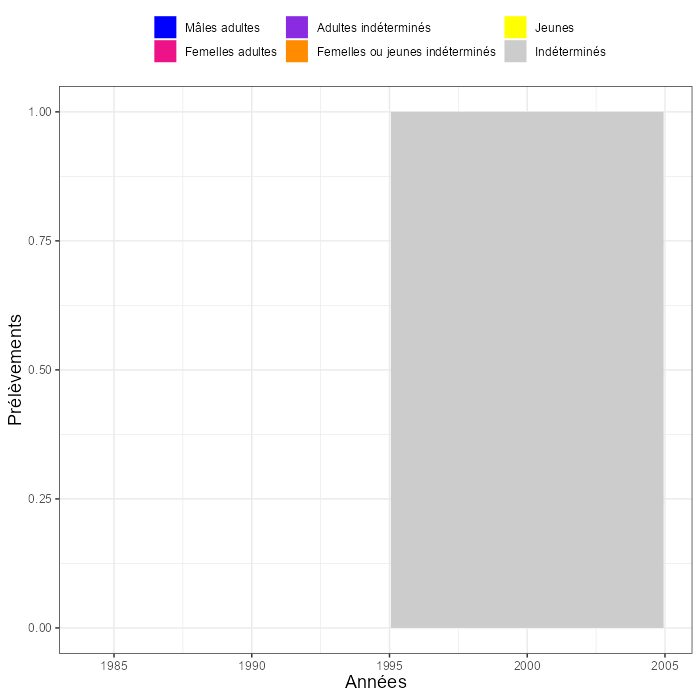 Mâles adultes
Adultes indéterminés
Jeunes
Femelles adultes
Femelles ou jeunes indéterminés
Indéterminés
1.00
0.75
0.50
0.25
0.00
Prélèvements
1985
1990
1995
2000
2005
Années